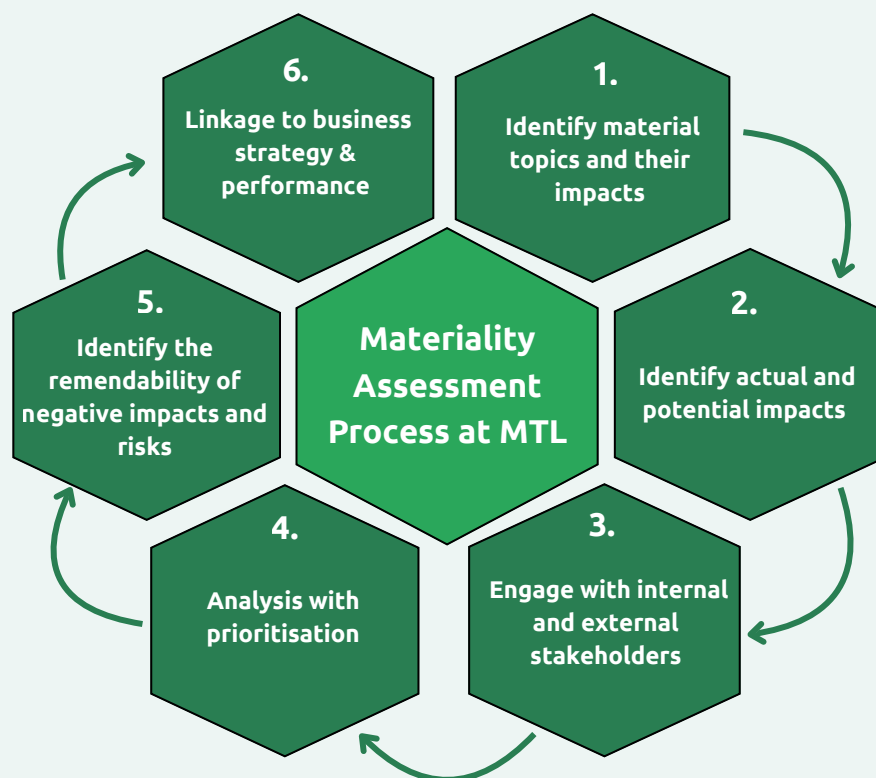 Materiality
Assessment
Process at MTL
1.
Identify material
topics and their
impacts
2.
Identify actual and
potential impacts
3.
Engage with internal
and external
stakeholders
4.
Analysis with
prioritisation
5.
Identify the
remendability of
negative impacts and
risks
6.
Linkage to business
strategy &
performance